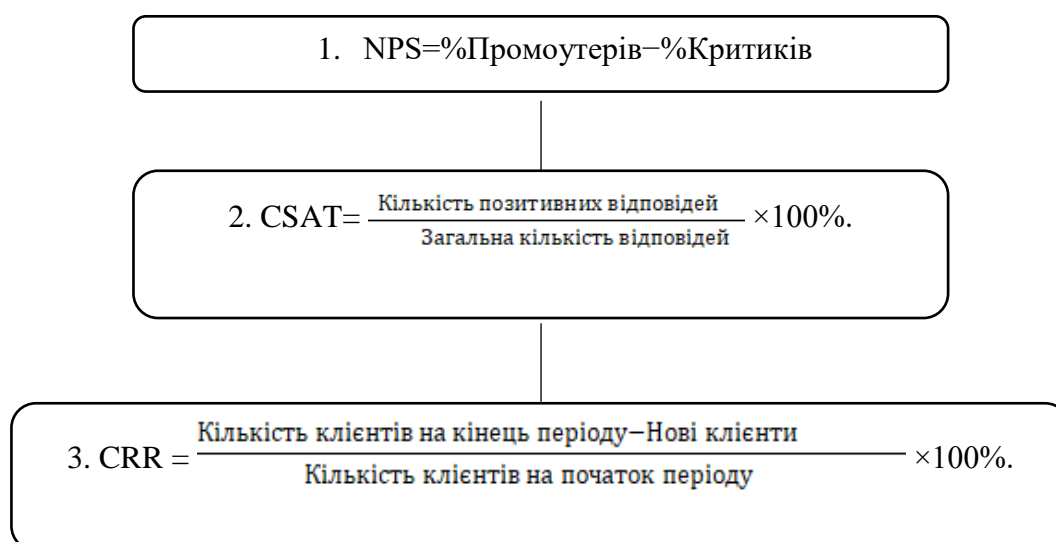 1. NPS=%Промоутерів−%Критиків
2. CSAT= Кількість позитивних відповідей
Загальна кількість відповідей ×100%.
3. CRR = Кількість клієнтів на кінець періоду−Нові клієнти
Кількість клієнтів на початок періоду ×100%.